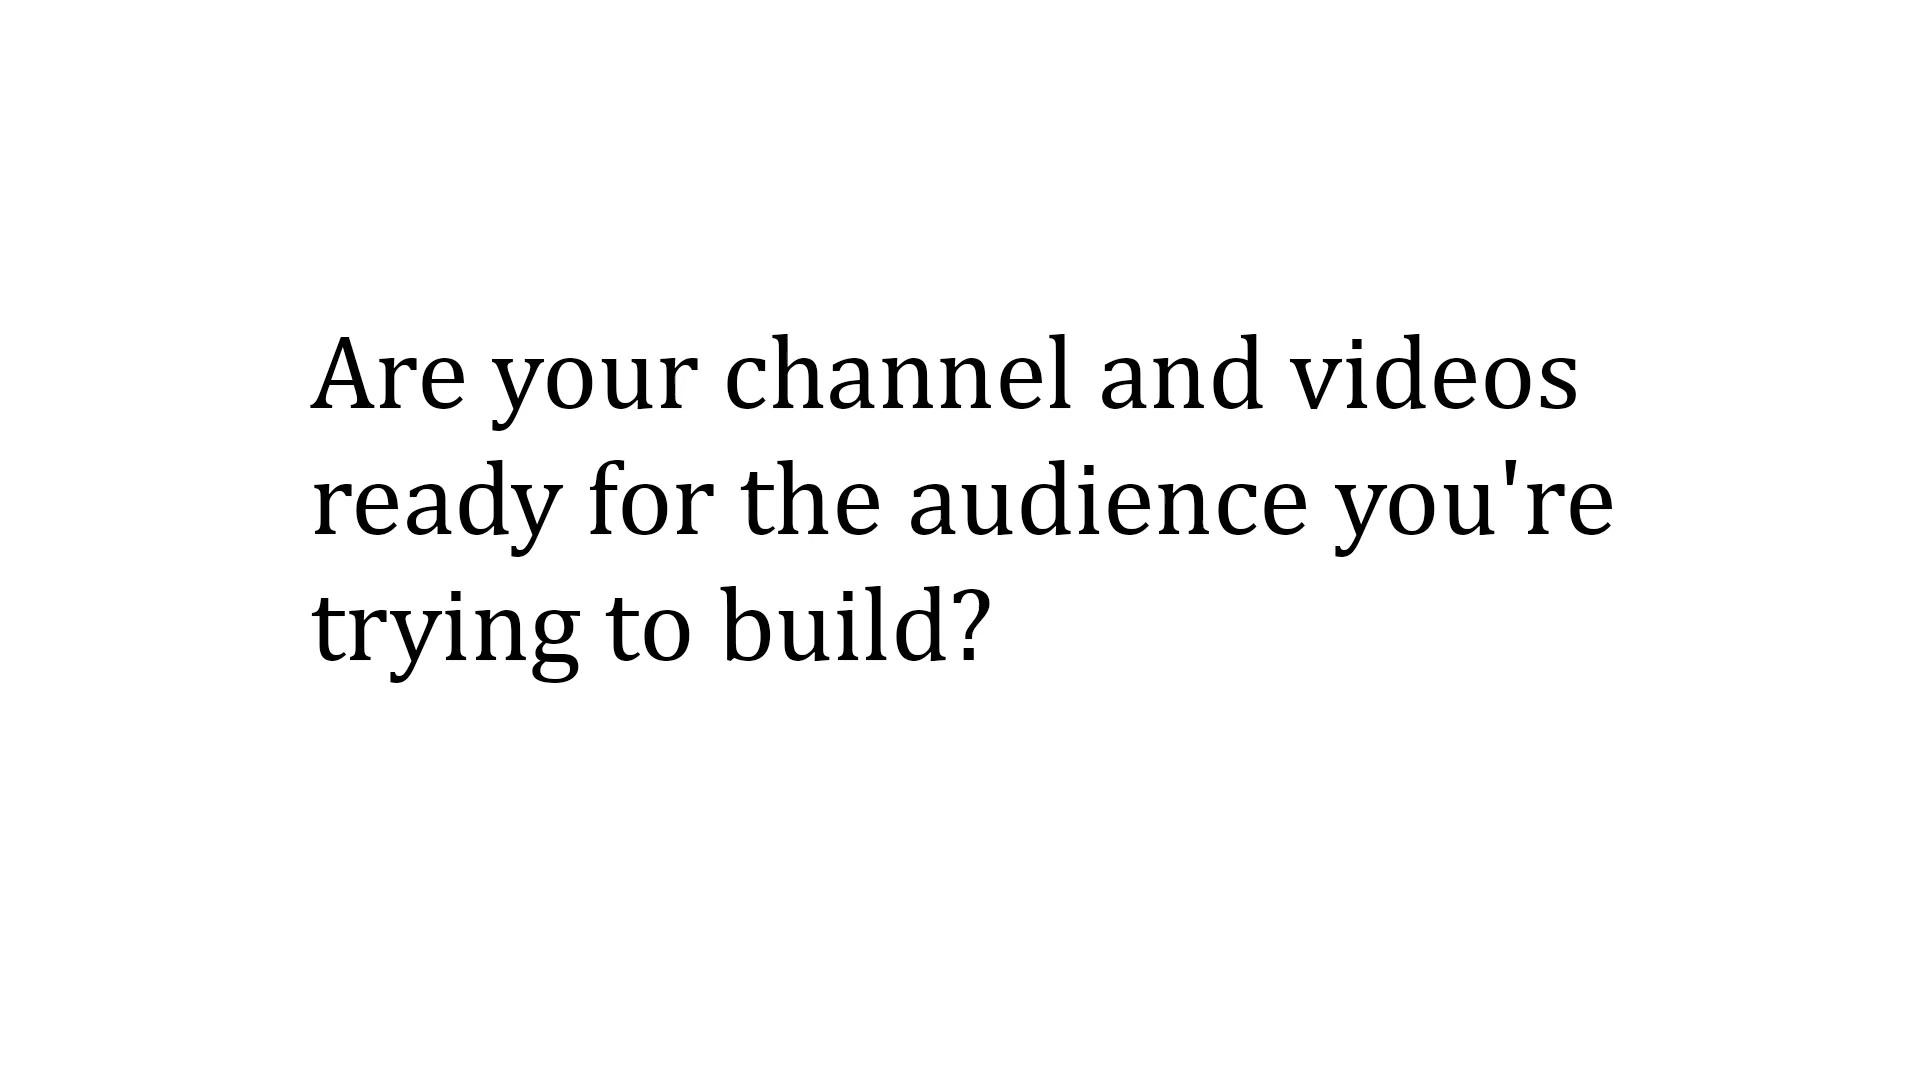 Are your channel and videos
ready for the audience you're
trying to build?